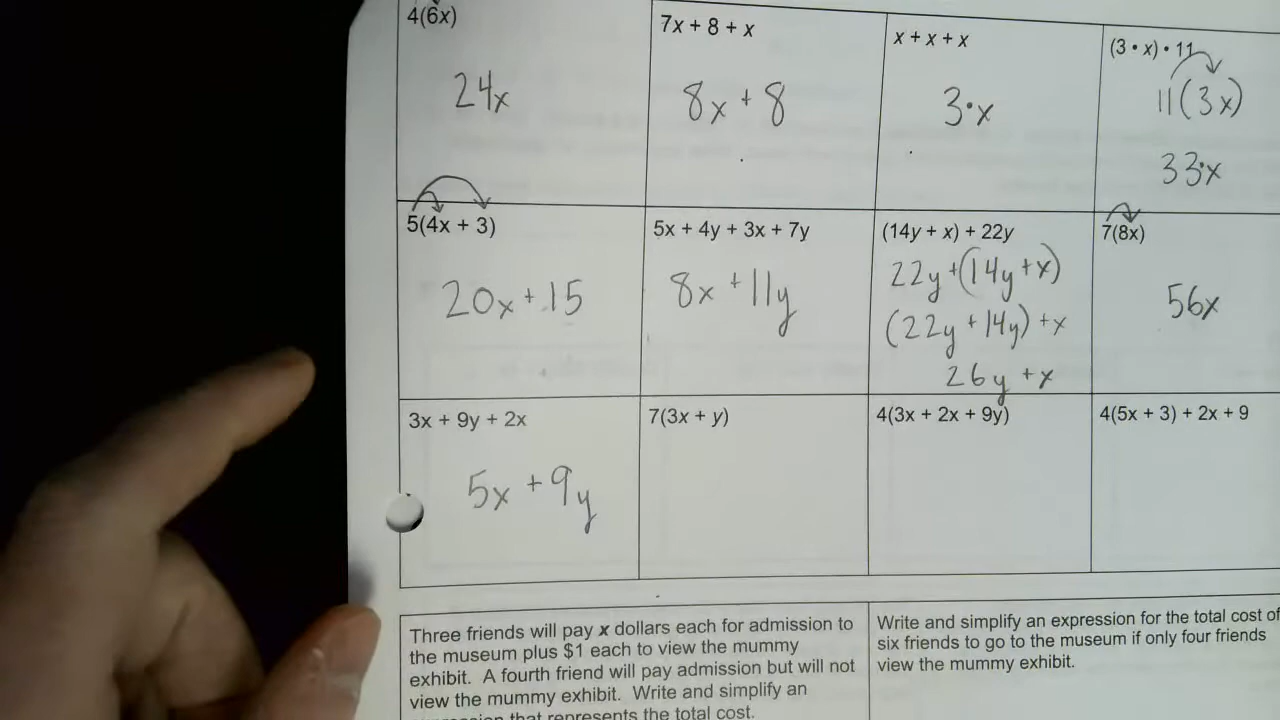 4(6x)
24x
7x + 8 + x
8x + 8
x + x + x
3·x
(3 • x) • 11
11(3x)
33·x
5(4x + 3)
20x + 15
5x + 4y + 3x + 7y
8x + 11y
(14y + x) + 22y
22y + (14y + x)
(22y + 14y) + x
26y + x
7(8x)
56x
3x + 9y + 2x
5x + 9y
7(3x + y)
4(3x + 2x + 9y)
4(5x + 3) + 2x + 9
Three friends will pay x dollars each for admission to
the museum plus $1 each to view the mummy
exhibit. A fourth friend will pay admission but will not
view the mummy exhibit. Write and simplify an
that represents the total cost.
Write and simplify an expression for the total cost of
six friends to go to the museum if only four friends
view the mummy exhibit.